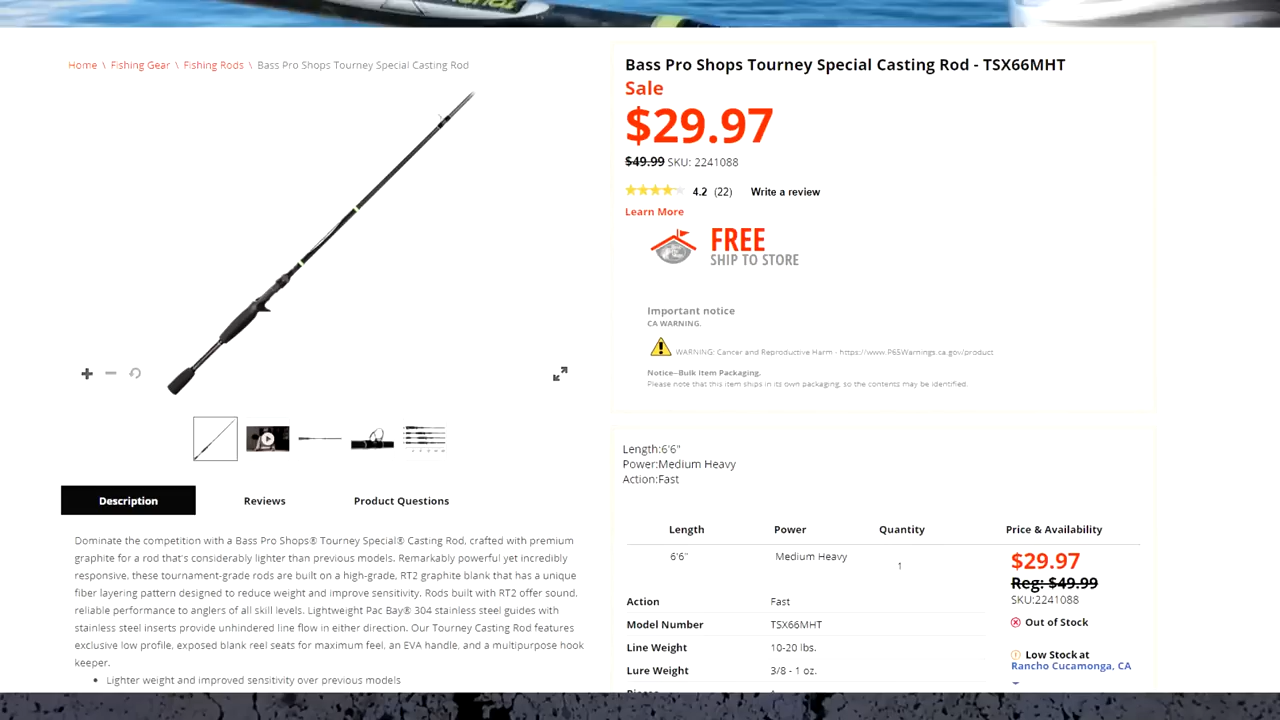 Home \ Fishing Gear \ Fishing Rods \ Bass Pro Shops Tourney Special Casting Rod
Bass Pro Shops Tourney Special Casting Rod - TSX66MHT
Sale
$29.97
$49.99 SKU: 2241088
4.2 (22) Write a review
Learn More
FREE
SHIP TO STORE
Important notice
CA WARNING.
WARNING: Cancer and Reproductive Harm - https://www.P65Warnings.ca.gov/product
Notice--Bulk Item Packaging.
Please note that this item ships in its own packaging, so the contents may be identified.
Description Reviews Product Questions
Dominate the competition with a Bass Pro Shops® Tourney Special® Casting Rod, crafted with premium
graphite for a rod that's considerably lighter than previous models. Remarkably powerful yet incredibly
responsive, these tournament-grade rods are built on a high-grade, RT2 graphite blank that has a unique
fiber layering pattern designed to reduce weight and improve sensitivity. Rods built with RT2 offer sound,
reliable performance to anglers of all skill levels. Lightweight Pac Bay® 304 stainless steel guides with
stainless steel inserts provide unhindered line flow in either direction. Our Tourney Casting Rod features
exclusive low profile, exposed blank reel seats for maximum feel, an EVA handle, and a multipurpose hook
keeper.
• Lighter weight and improved sensitivity over previous models
Length:6'6"
Power:Medium Heavy
Action:Fast
Length Power Quantity Price & Availability
6'6" Medium Heavy 1 $29.97
Reg: $49.99
SKU:2241088
Action Fast
Out of Stock
Model Number TSX66MHT
Line Weight 10-20 lbs.
Low Stock at
Rancho Cucamonga, CA
Lure Weight 3/8 - 1 oz.